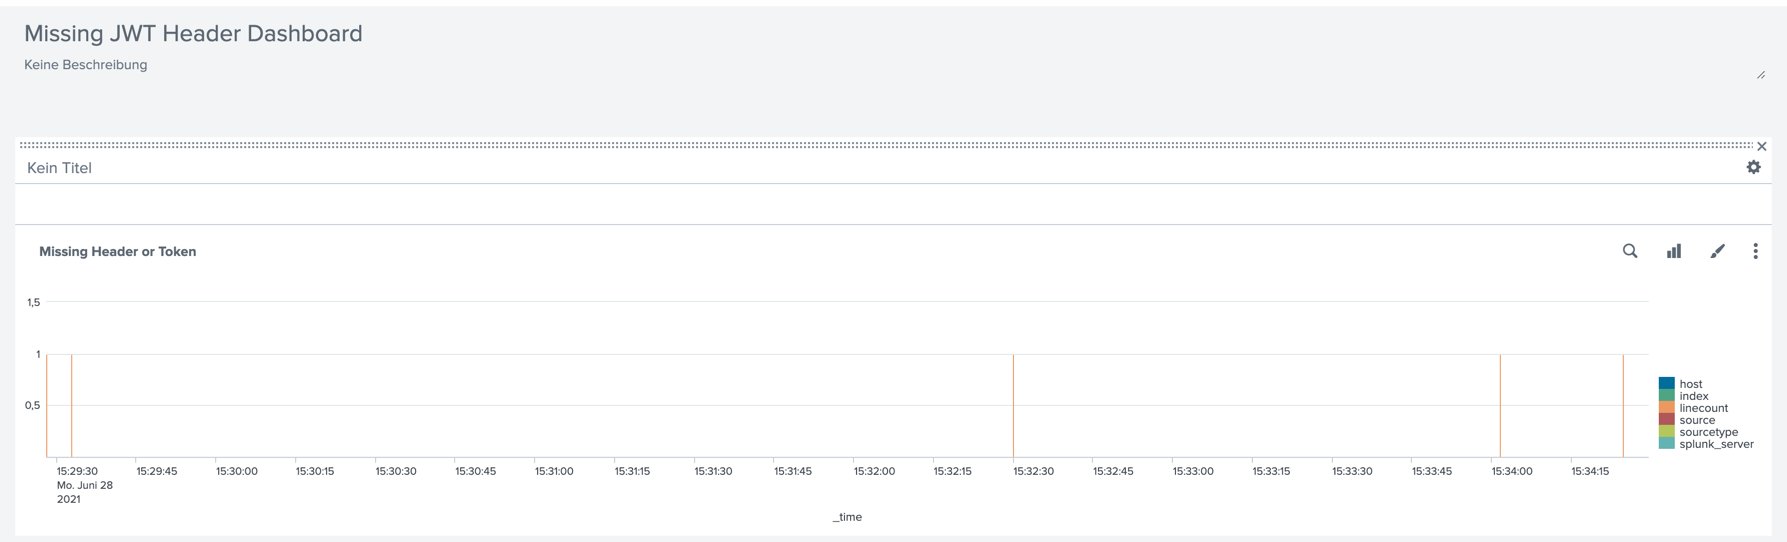 Missing JWT Header Dashboard
Keine Beschreibung
Kein Titel
Missing Header or Token
1,5
1
0,5
host
index
linecount
source
sourcetype
splunk_server
15:29:30 15:29:45 15:30:00 15:30:15 15:30:30 15:30:45 15:31:00 15:31:15 15:31:30 15:31:45 15:32:00 15:32:15 15:32:30 15:32:45 15:33:00 15:33:15 15:33:30 15:33:45 15:34:00 15:34:15
Mo. Juni 28
2021
_time